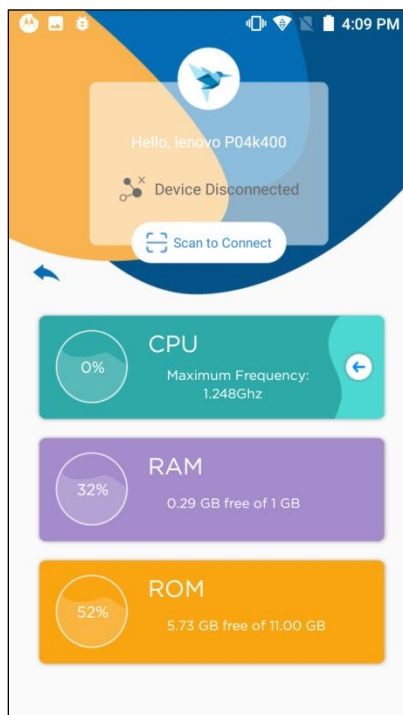 4:09 PM
Hello, lenovo P04k400
Device Disconnected
Scan to Connect
CPU
0%
Maximum Frequency:
1.248Ghz
RAM
32%
0.29 GB free of 1 GB
ROM
52%
5.73 GB free of 11.00 GB